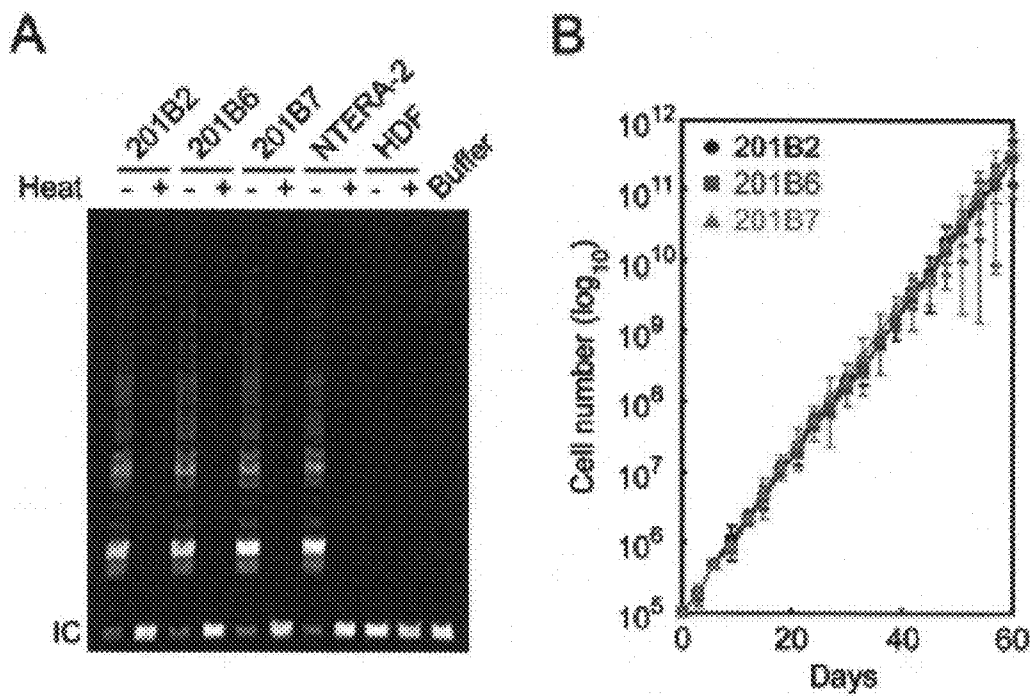 A
201B2 201B6 201B7 NTERA-2 HDF Buffer
Heat - + - + - + - + - +
IC
B
● 201B2
■ 201B6
▲ 201B7
Cell number (log10)
10^12
10^11
10^10
10^9
10^8
10^7
10^6
10^5
0 20 40 60
Days